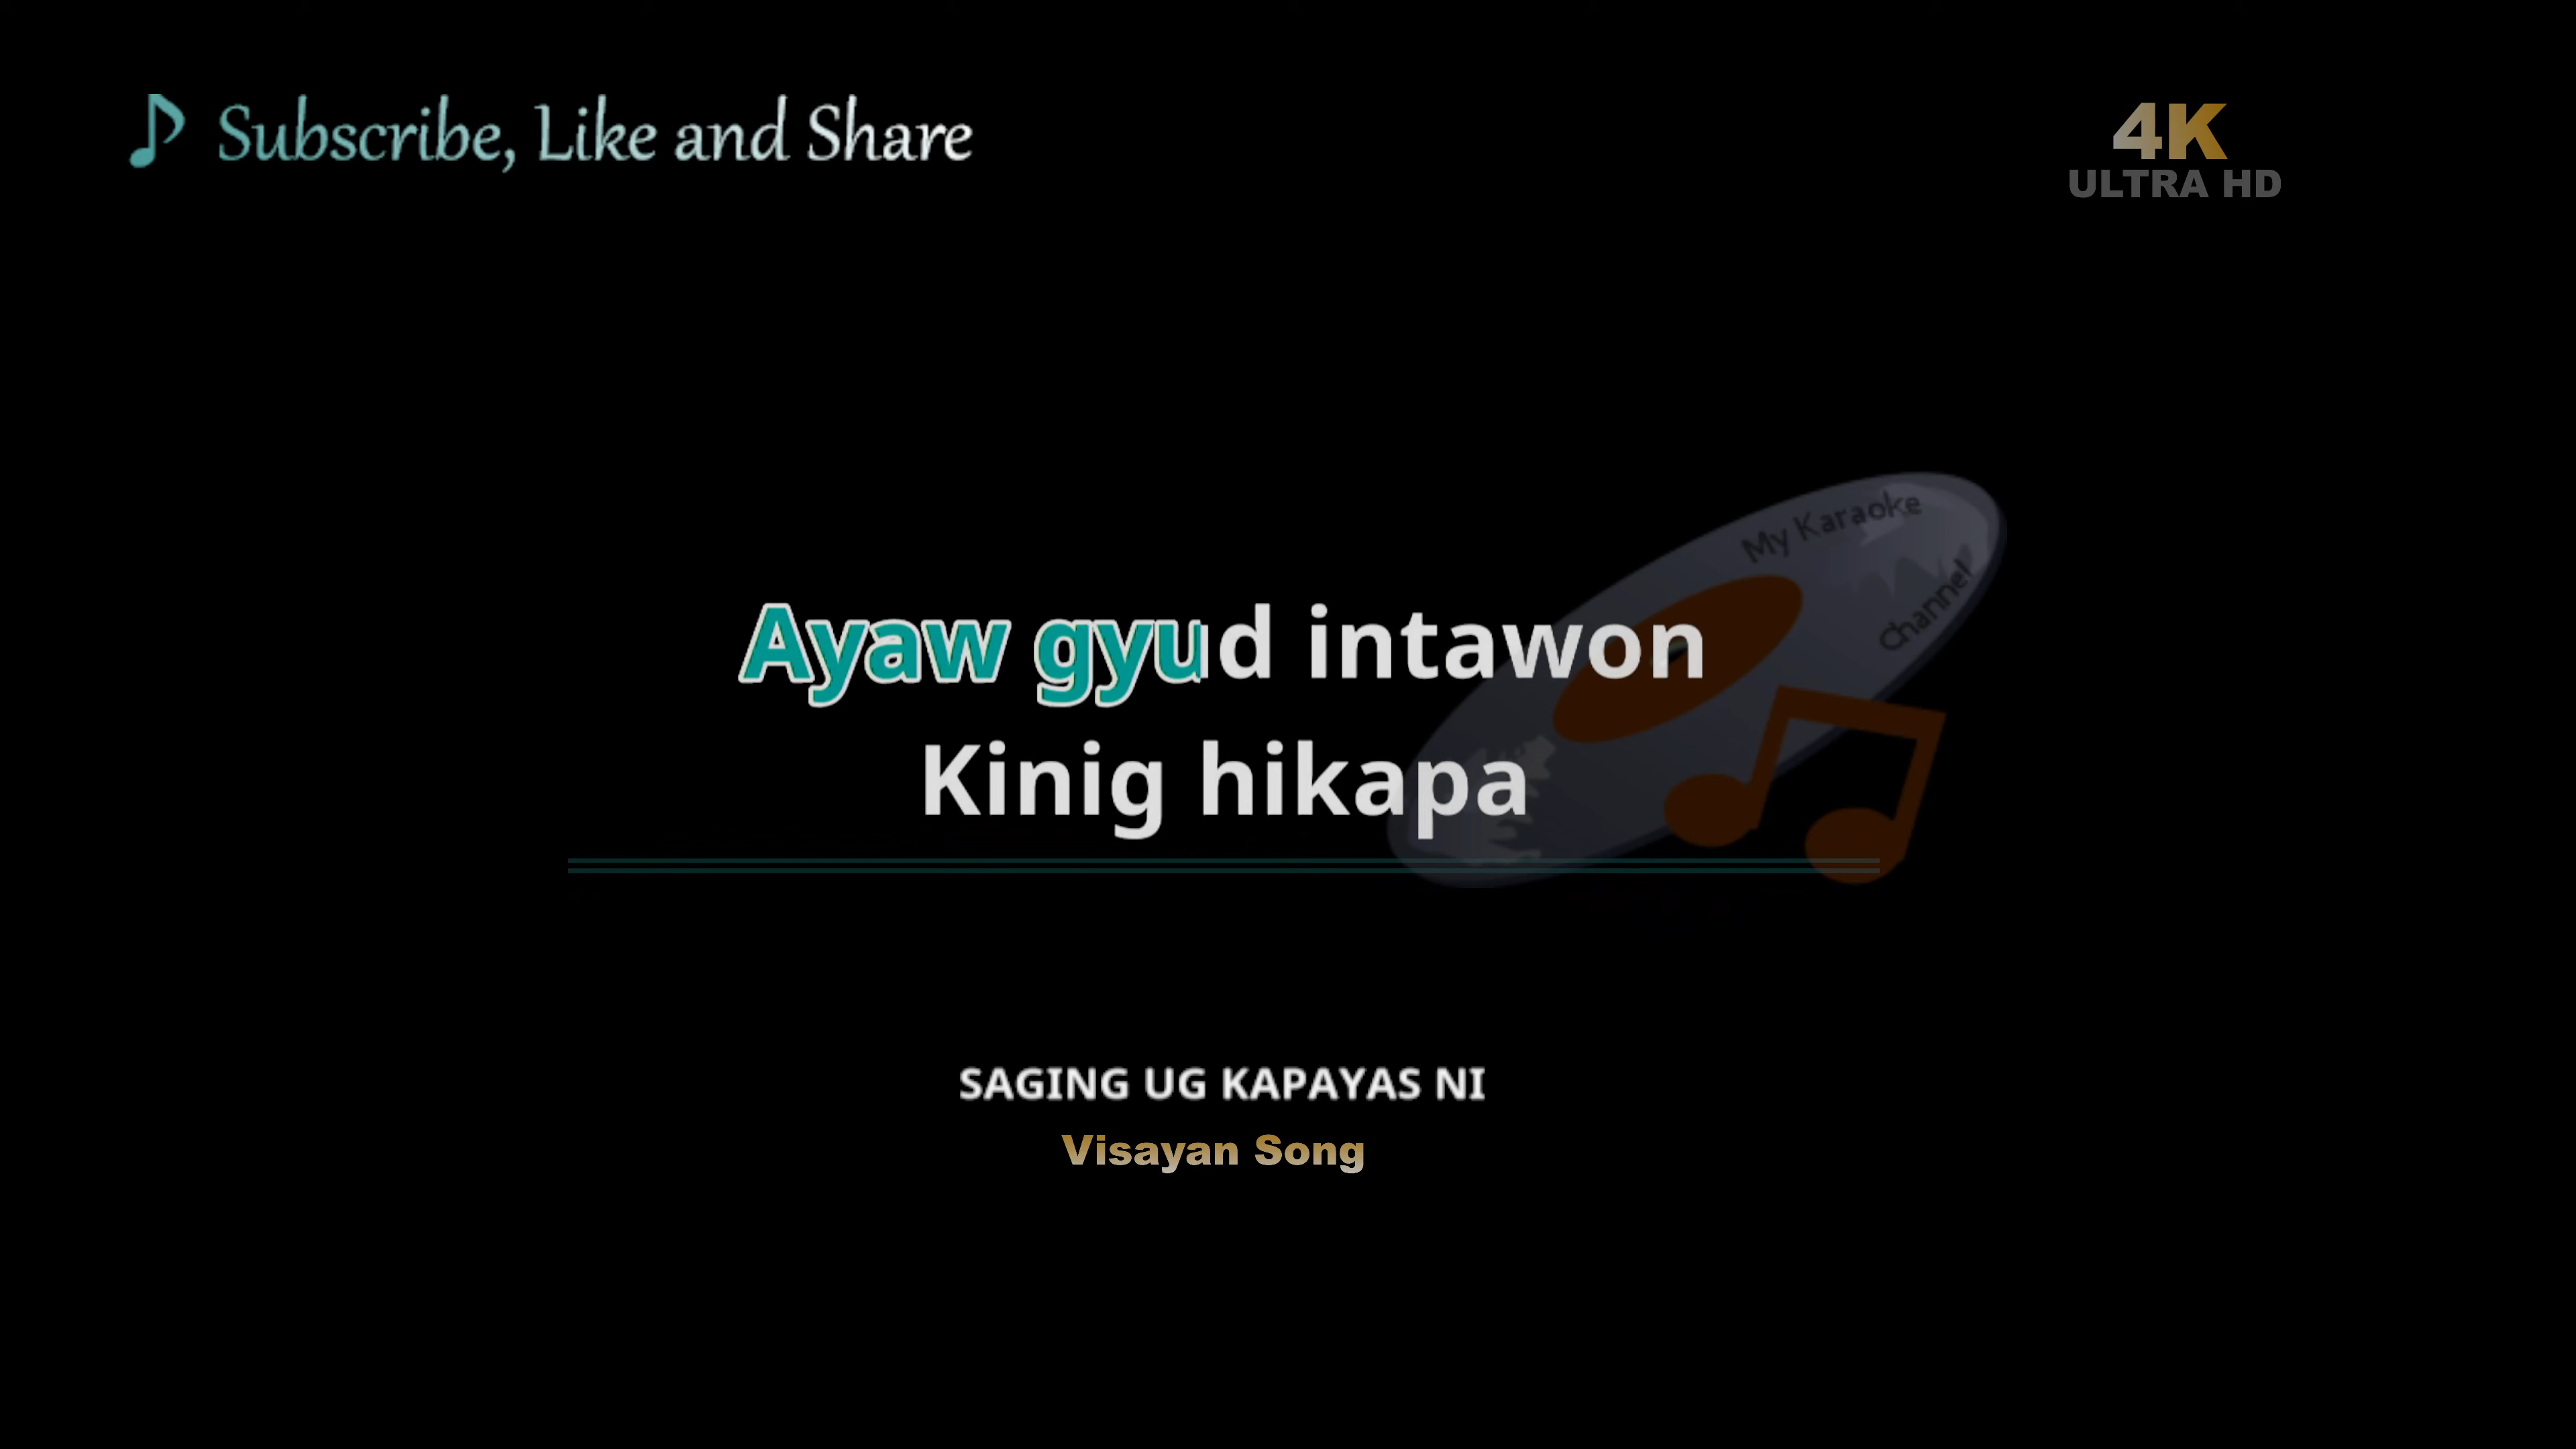 Subscribe, Like and Share
4K
ULTRA HD
My Karaoke
channel
Ayaw gyud intawon
Kinig hikapa
SAGING UG KAPAYAS NI
Visayan Song